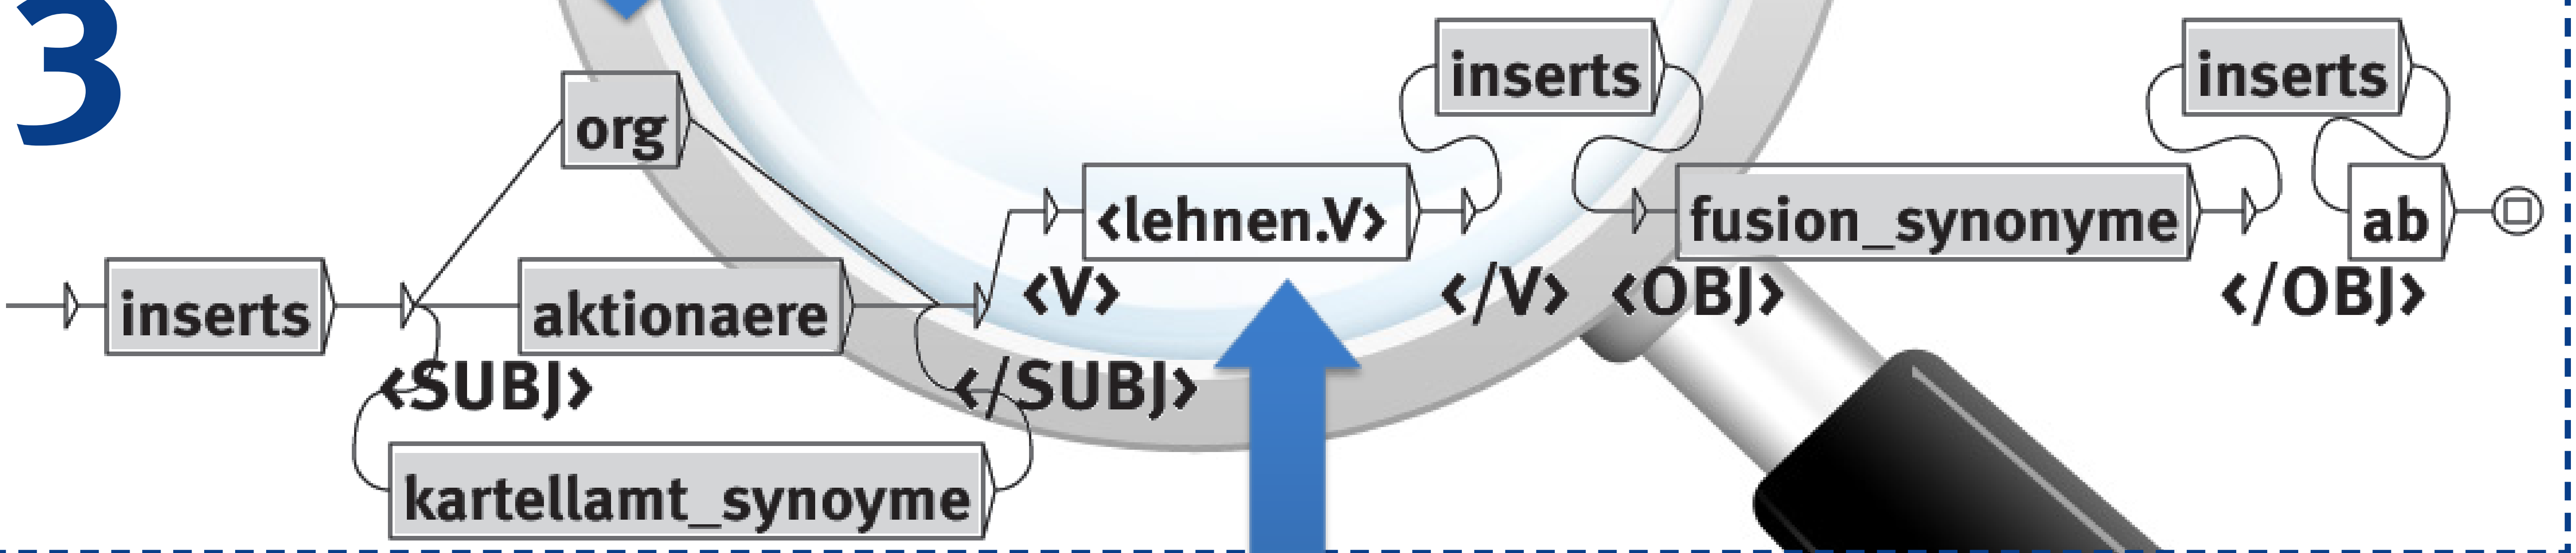 3
inserts
inserts
org
<lehnen.V>
fusion_synonyme
ab
<V>
</V>
<OBJ>
</OBJ>
inserts
aktionaere
<SUBJ>
</SUBJ>
kartellamt_synoyme